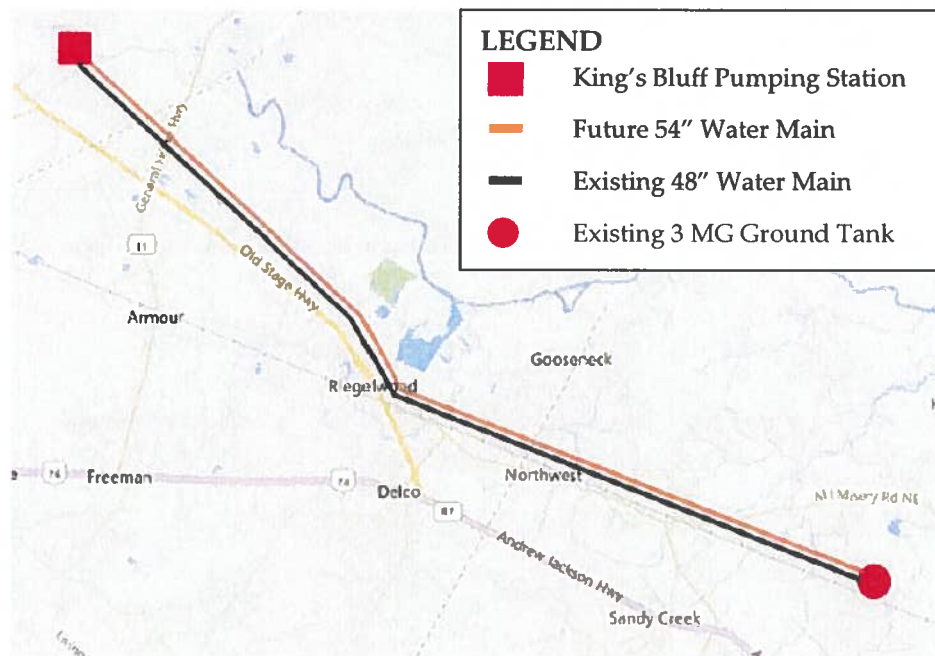 LEGEND
King's Bluff Pumping Station
Future 54" Water Main
Existing 48" Water Main
Existing 3 MG Ground Tank
Old Stage Hwy
Armour
Gooseneck
Riegelwood
Freeman
Northwest
Delco
87
Andrew Jackson Hwy
Sandy Creek